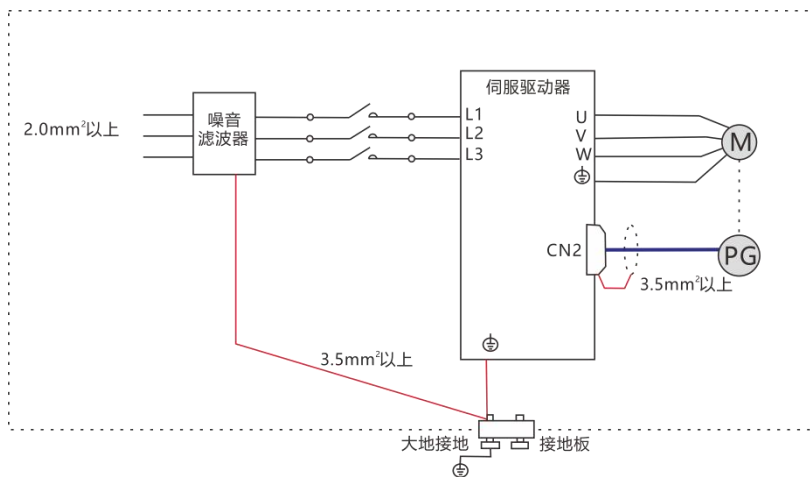 伺服驱动器
噪音
滤波器
2.0mm²以上
L1
L2
L3
U
V
W
M
CN2
PG
3.5mm²以上
3.5mm²以上
大地接地
接地板